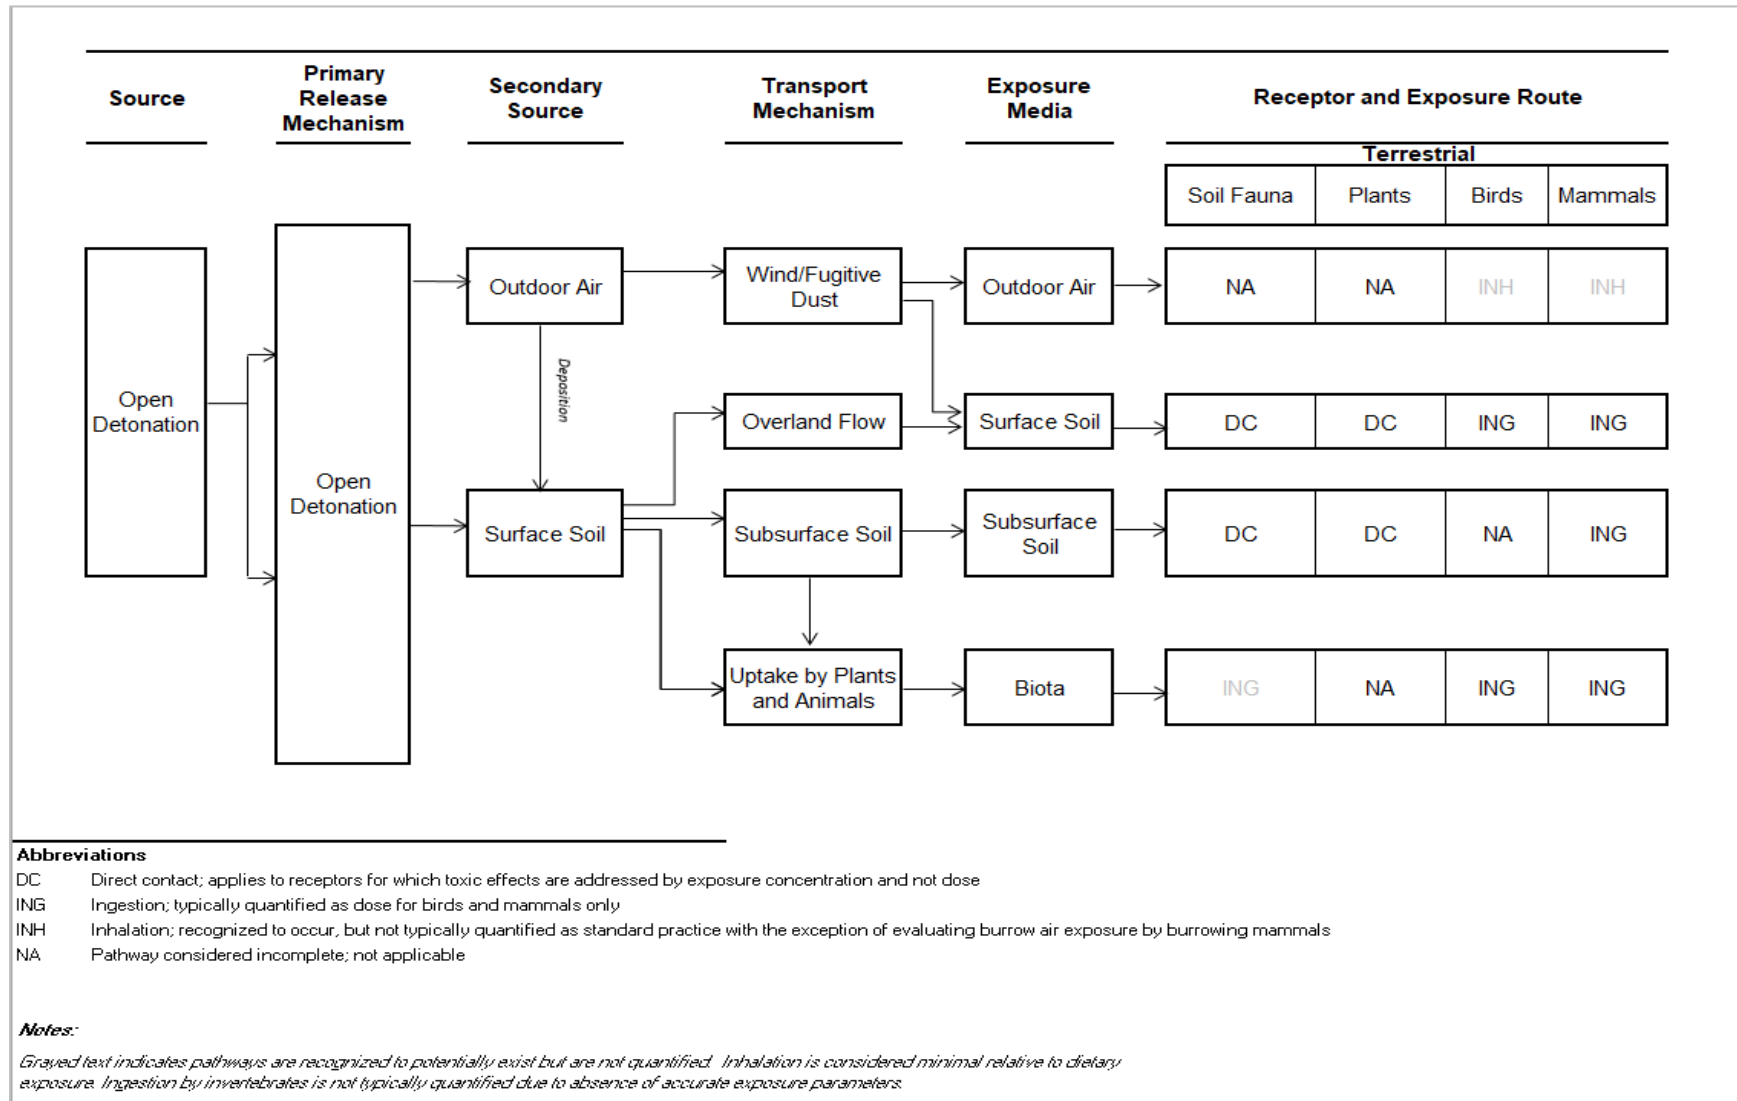 Source
Primary
Release
Mechanism
Secondary
Source
Transport
Mechanism
Exposure
Media
Receptor and Exposure Route
Terrestrial
Soil Fauna
Plants
Birds
Mammals
Open
Detonation
Open
Detonation
Outdoor Air
Wind/Fugitive
Dust
Outdoor Air
NA
NA
INH
INH
Deposition
Overland Flow
Surface Soil
DC
DC
ING
ING
Surface Soil
Subsurface Soil
Subsurface
Soil
DC
DC
NA
ING
Uptake by Plants
and Animals
Biota
ING
NA
ING
ING
Abbreviations
DC Direct contact; applies to receptors for which toxic effects are addressed by exposure concentration and not dose
ING Ingestion; typically quantified as dose for birds and mammals only
INH Inhalation; recognized to occur, but not typically quantified as standard practice with the exception of evaluating burrow air exposure by burrowing mammals
NA Pathway considered incomplete; not applicable
Notes:
Grayed text indicates pathways are recognized to potentially exist but are not quantified. Inhalation is considered minimal relative to dietary
exposure. Ingestion by invertebrates is not typically quantified due to absence of accurate exposure parameters.